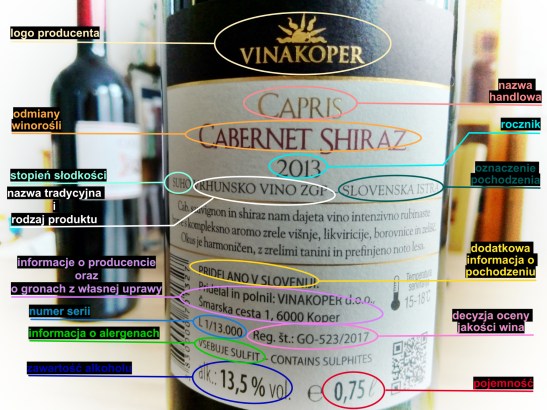 logo producenta
VINAKOPER
nazwa
handlowa
CAPRIS
odmiany
winorośli
CABERNET SHIRAZ
rocznik
2013
stopień słodkości
SUHO VRHUNSKO VINO ZGP SLOVENSKA ISTRA
oznaczenie
pochodzenia
nazwa tradycyjna
i
rodzaj produktu
Cab. sauvignon in shiraz nam dajeta vino intenzivno rubinaste
kompleksno aromo zrele višnje, likviricije, borovnice in
Okus je harmoničen, z zrelimi tanini in prefinjeno noto lesa.
dodatkowa
informacja o
pochodzeniu
informacje o producencie
oraz
o gronach z własnej uprawy
PRIDELANO V SLOVENIJI
Pridelal in polnil: VINAKOPER d.o.o.,
Šmarska cesta 1, 6000 Koper
Temperatura
15-18°C
numer serii
L 1/13.000
Reg. št.: GO-523/2017
decyzja oceny
jakości wina
informacja o alergenach
VSEBUJE SULFIT - CONTAINS SULPHITES
zawartość alkoholu
alk.: 13,5 % vol.
e 0,75 l
pojemność